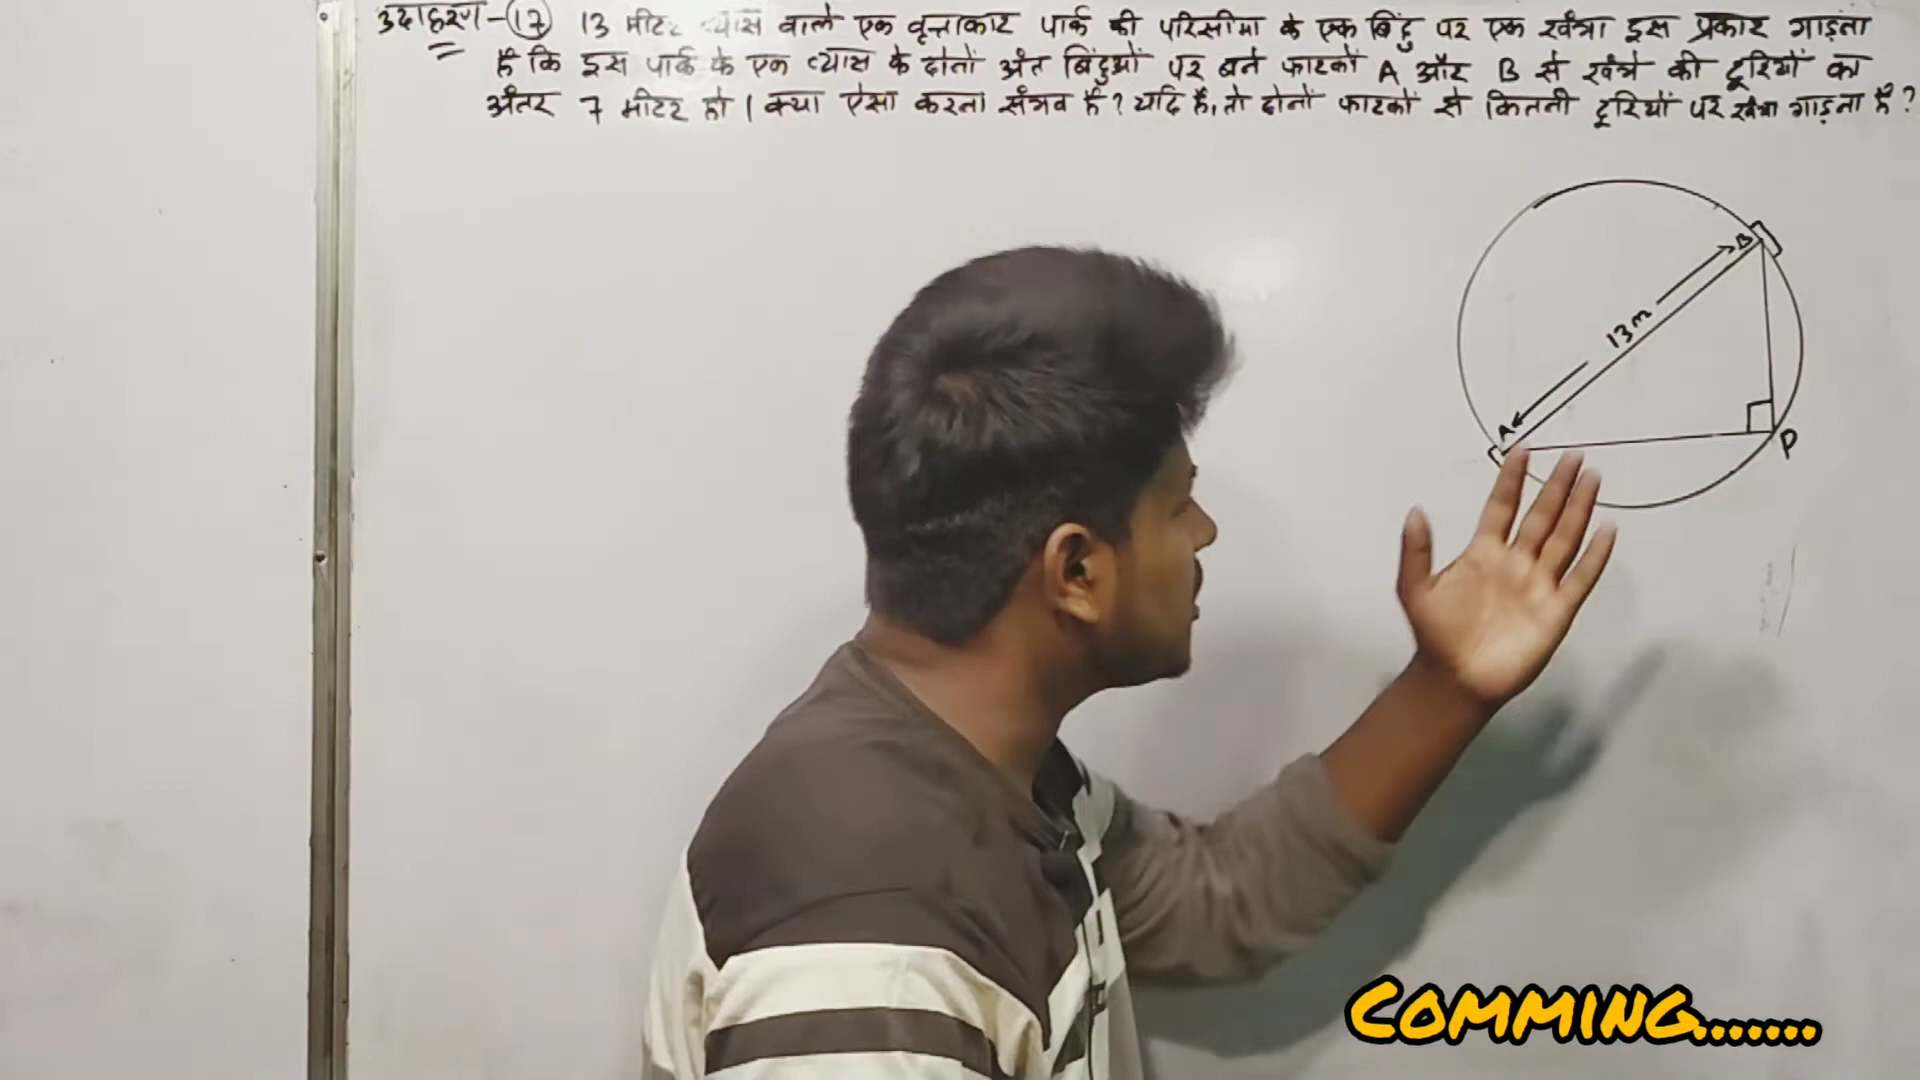 उदाहरण - (17) 13 मीटर व्यास वाले एक वृत्ताकार पार्क की परिसीमा के एक बिंदु पर एक खंभा इस प्रकार गाड़ना
है कि इस पार्क के एक व्यास के दोनों अंत बिंदुओं पर बने फाटकों A और B से खंभे की दूरियों का
अंतर 7 मीटर हो। क्या ऐसा करना संभव है? यदि है, तो दोनों फाटकों से कितनी दूरियों पर खंभा गाड़ना है?
B
13m
A
P
COMMING.......